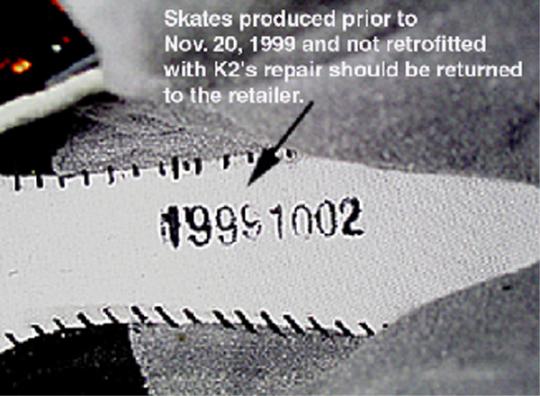 Skates produced prior to
Nov. 20, 1999 and not retrofitted
with K2's repair should be returned
to the retailer.
19991002